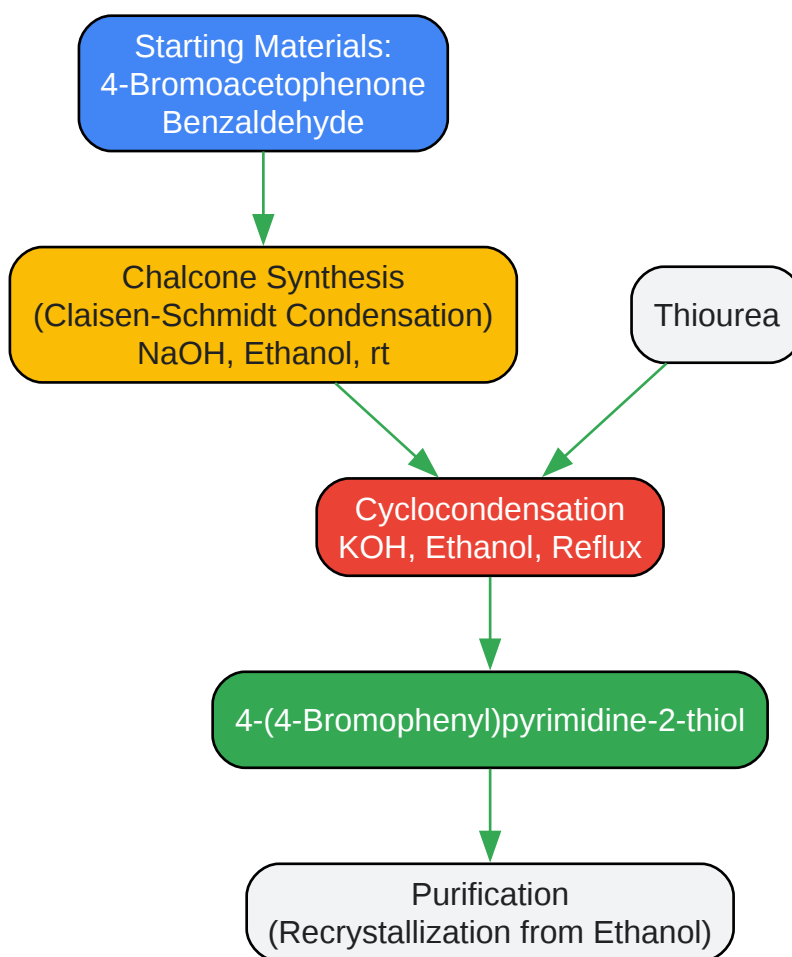 Starting Materials:
4-Bromoacetophenone
Benzaldehyde
Chalcone Synthesis
(Claisen-Schmidt Condensation)
NaOH, Ethanol, rt
Thiourea
Cyclocondensation
KOH, Ethanol, Reflux
4-(4-Bromophenyl)pyrimidine-2-thiol
Purification
(Recrystallization from Ethanol)